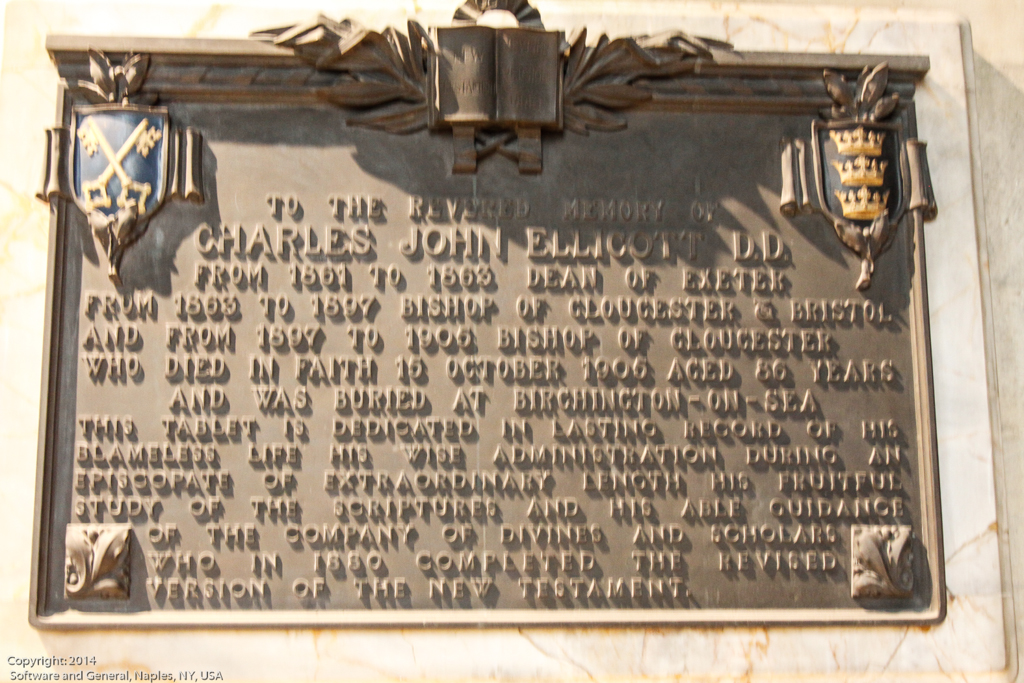 TO THE REVERED MEMORY OF
CHARLES JOHN ELLICOTT D.D.
FROM 1861 TO 1863 DEAN OF EXETER
FROM 1863 TO 1897 BISHOP OF GLOUCESTER & BRISTOL
AND FROM 1897 TO 1905 BISHOP OF GLOUCESTER
WHO DIED IN FAITH 15 OCTOBER 1905 AGED 86 YEARS
AND WAS BURIED AT BIRCHINGTON-ON-SEA
THIS TABLET IS DEDICATED IN LASTING RECORD OF HIS
BLAMELESS LIFE HIS WISE ADMINISTRATION DURING AN
EPISCOPATE OF EXTRAORDINARY LENGTH HIS FRUITFUL
STUDY OF THE SCRIPTURES AND HIS ABLE GUIDANCE
OF THE COMPANY OF DIVINES AND SCHOLARS
WHO IN 1880 COMPLETED THE REVISED
VERSION OF THE NEW TESTAMENT.
Copyright: 2014
Software and General, Naples, NY, USA